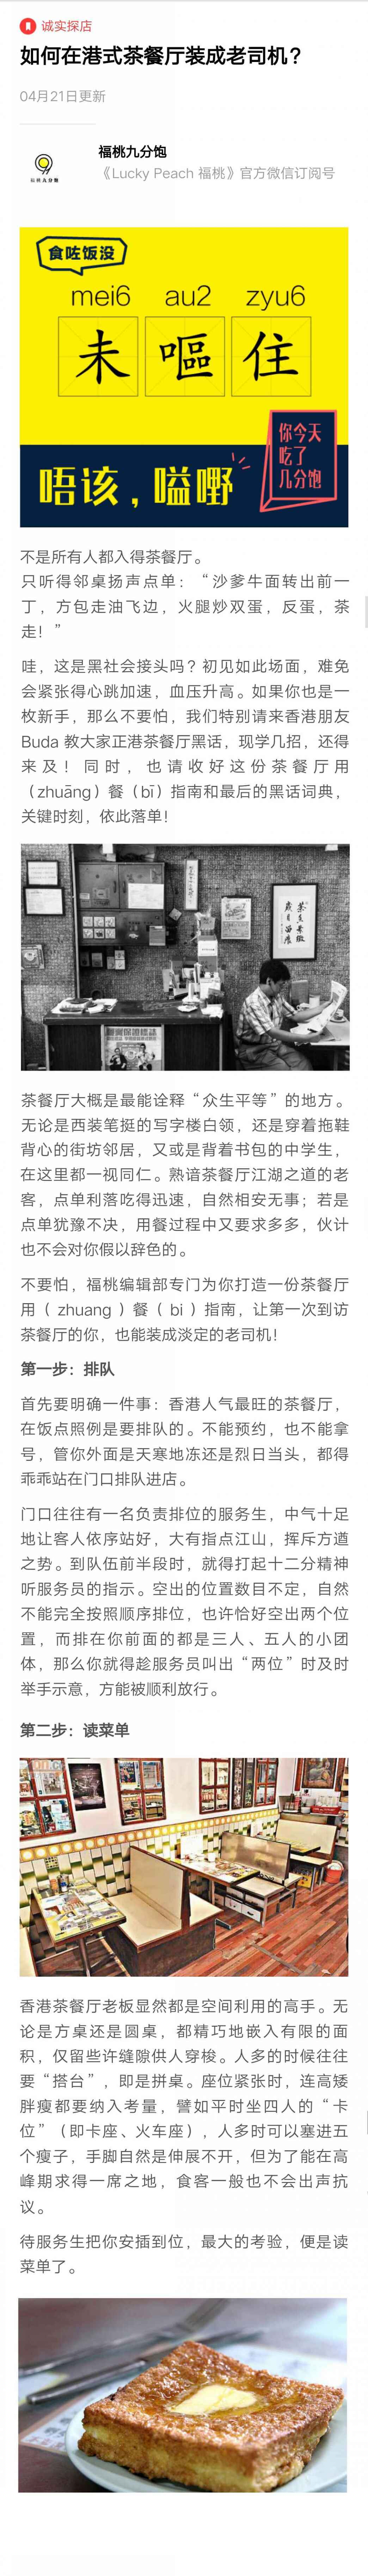 诚实探店
如何在港式茶餐厅装成老司机？
04月21日更新
福桃九分饱
福桃九分飽
《Lucky Peach 福桃》官方微信订阅号
食咗饭没
mei6 au2 zyu6
未 嘔 住
你今天
吃了
几分饱
唔该，嗌嘢
不是所有人都入得茶餐厅。
只听得邻桌扬声点单：“沙爹牛面转出前一
丁，方包走油飞边，火腿炒双蛋，反蛋，茶
走！”
哇，这是黑社会接头吗？初见如此场面，难免
会紧张得心跳加速，血压升高。如果你也是一
枚新手，那么不要怕，我们特别请来香港朋友
Buda 教大家正港茶餐厅黑话，现学几招，还得
来及！同时，也请收好这份茶餐厅用
（zhuāng）餐（bī）指南和最后的黑话词典，
关键时刻，依此落单！
茶餐厅大概是最能诠释“众生平等”的地方。
无论是西装笔挺的写字楼白领，还是穿着拖鞋
背心的街坊邻居，又或是背着书包的中学生，
在这里都一视同仁。熟谙茶餐厅江湖之道的老
客，点单利落吃得迅速，自然相安无事；若是
点单犹豫不决，用餐过程中又要求多多，伙计
也不会对你假以辞色的。
不要怕，福桃编辑部专门为你打造一份茶餐厅
用（ zhuang ）餐（ bi ）指南，让第一次到访
茶餐厅的你，也能装成淡定的老司机！
第一步：排队
首先要明确一件事：香港人气最旺的茶餐厅，
在饭点照例是要排队的。不能预约，也不能拿
号，管你外面是天寒地冻还是烈日当头，都得
乖乖站在门口排队进店。
门口往往有一名负责排位的服务生，中气十足
地让客人依序站好，大有指点江山，挥斥方遒
之势。到队伍前半段时，就得打起十二分精神
听服务员的指示。空出的位置数目不定，自然
不能完全按照顺序排位，也许恰好空出两个位
置，而排在你前面的都是三人、五人的小团
体，那么你就得趁服务员叫出“两位”时及时
举手示意，方能被顺利放行。
第二步：读菜单
香港茶餐厅老板显然都是空间利用的高手。无
论是方桌还是圆桌，都精巧地嵌入有限的面
积，仅留些许缝隙供人穿梭。人多的时候往往
要“搭台”，即是拼桌。座位紧张时，连高矮
胖瘦都要纳入考量，譬如平时坐四人的“卡
位”（即卡座、火车座），人多时可以塞进五
个瘦子，手脚自然是伸展不开，但为了能在高
峰期求得一席之地，食客一般也不会出声抗
议。
待服务生把你安插到位，最大的考验，便是读
菜单了。